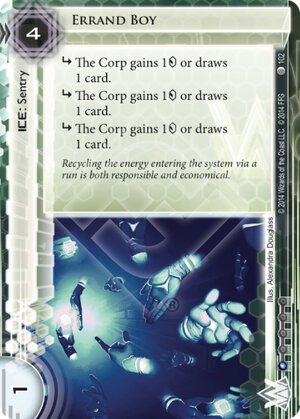 Errand Boy
4
ICE: Sentry
↳ The Corp gains 1 or draws
1 card.
↳ The Corp gains 1 or draws
1 card.
↳ The Corp gains 1 or draws
1 card.
Recycling the energy entering the system via a
run is both responsible and economical.
102
© 2014 Wizards of the Coast LLC. © 2014 FFG
Illus. Alexandra Douglass
1